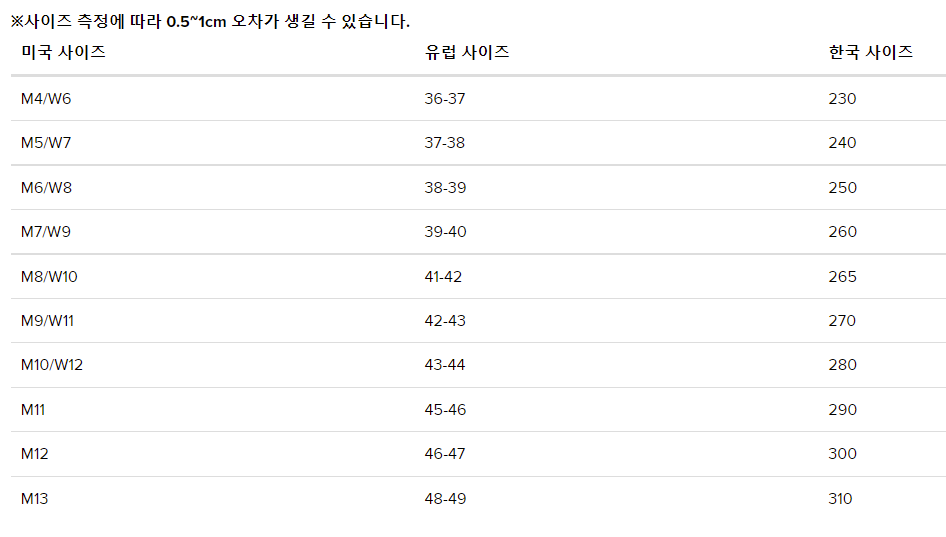 ※사이즈 측정에 따라 0.5~1cm 오차가 생길 수 있습니다.
미국 사이즈 유럽 사이즈 한국 사이즈
M4/W6 36-37 230
M5/W7 37-38 240
M6/W8 38-39 250
M7/W9 39-40 260
M8/W10 41-42 265
M9/W11 42-43 270
M10/W12 43-44 280
M11 45-46 290
M12 46-47 300
M13 48-49 310